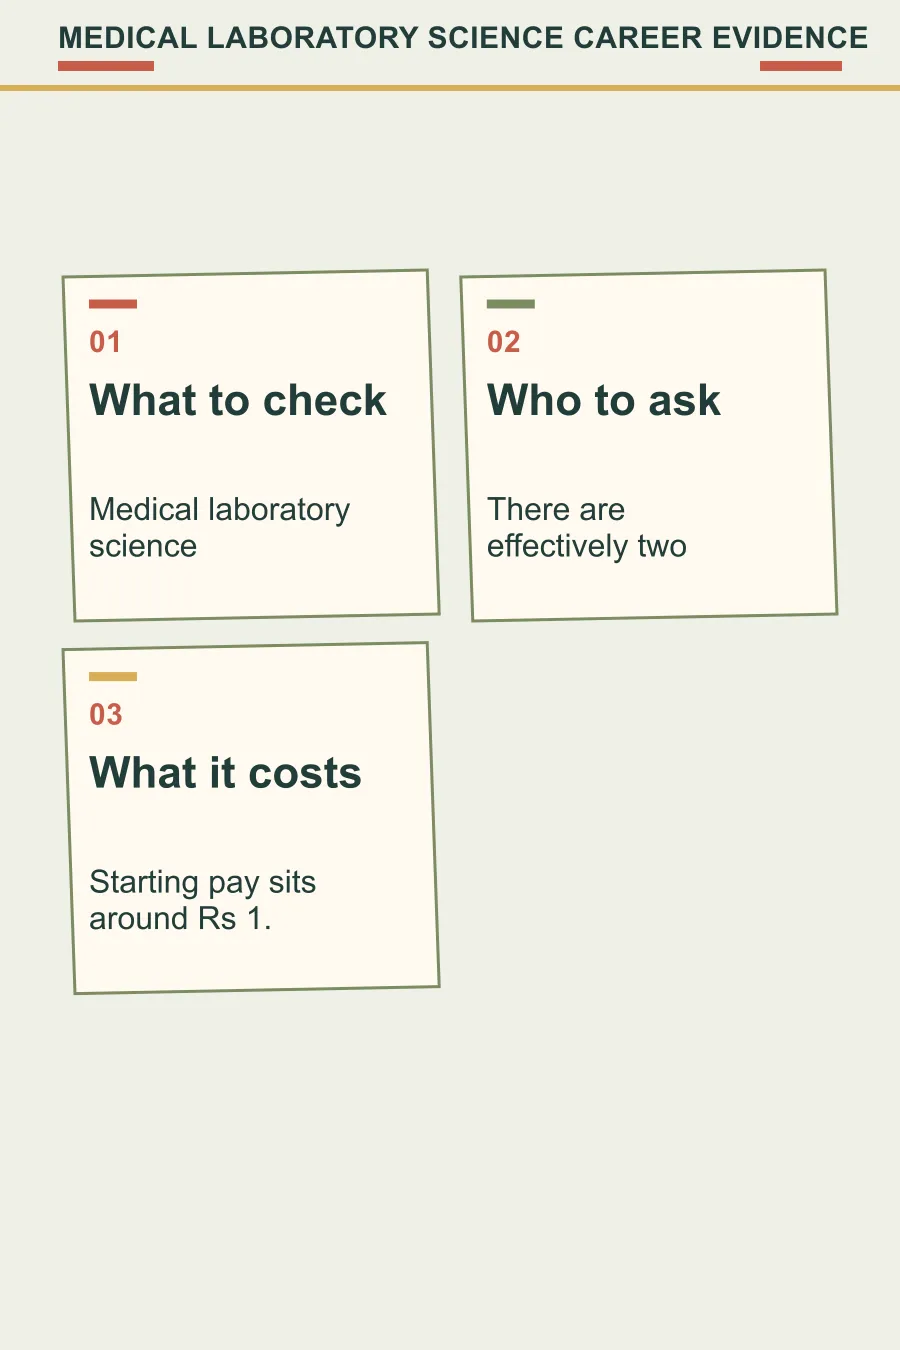 MEDICAL LABORATORY SCIENCE CAREER EVIDENCE
01
What to check
Medical laboratory
science
02
Who to ask
There are
effectively two
03
What it costs
Starting pay sits
around Rs 1.